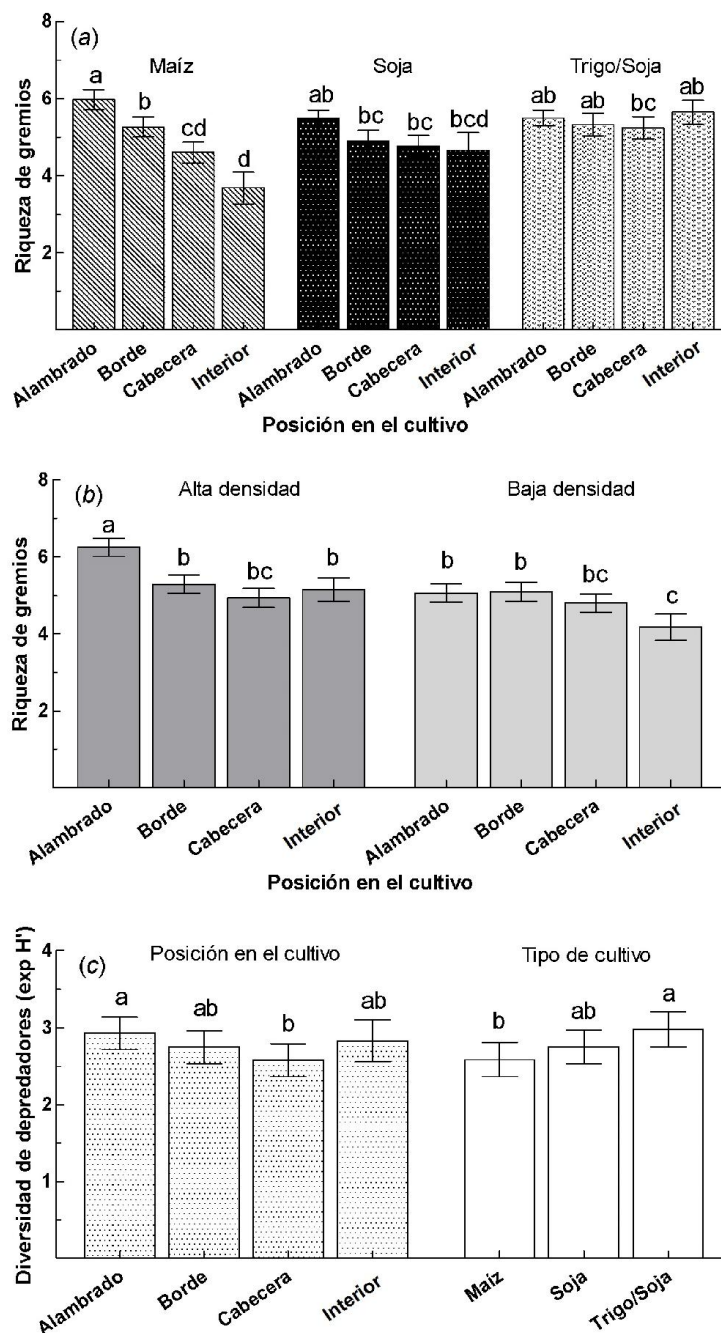 (a)
Maíz Soja Trigo/Soja
8
6
4
2
Riqueza de gremios
a b cd d ab bc bc bcd ab ab bc ab
Alambrado Borde Cabecera Interior Alambrado Borde Cabecera Interior Alambrado Borde Cabecera Interior
Posición en el cultivo
(b)
Alta densidad Baja densidad
8
6
4
2
Riqueza de gremios
a b bc b b b bc c
Alambrado Borde Cabecera Interior Alambrado Borde Cabecera Interior
Posición en el cultivo
(c)
Posición en el cultivo Tipo de cultivo
4
3
2
1
Diversidad de depredadores (exp H')
a ab b ab b ab a
Alambrado Borde Cabecera Interior Maíz Soja Trigo/Soja